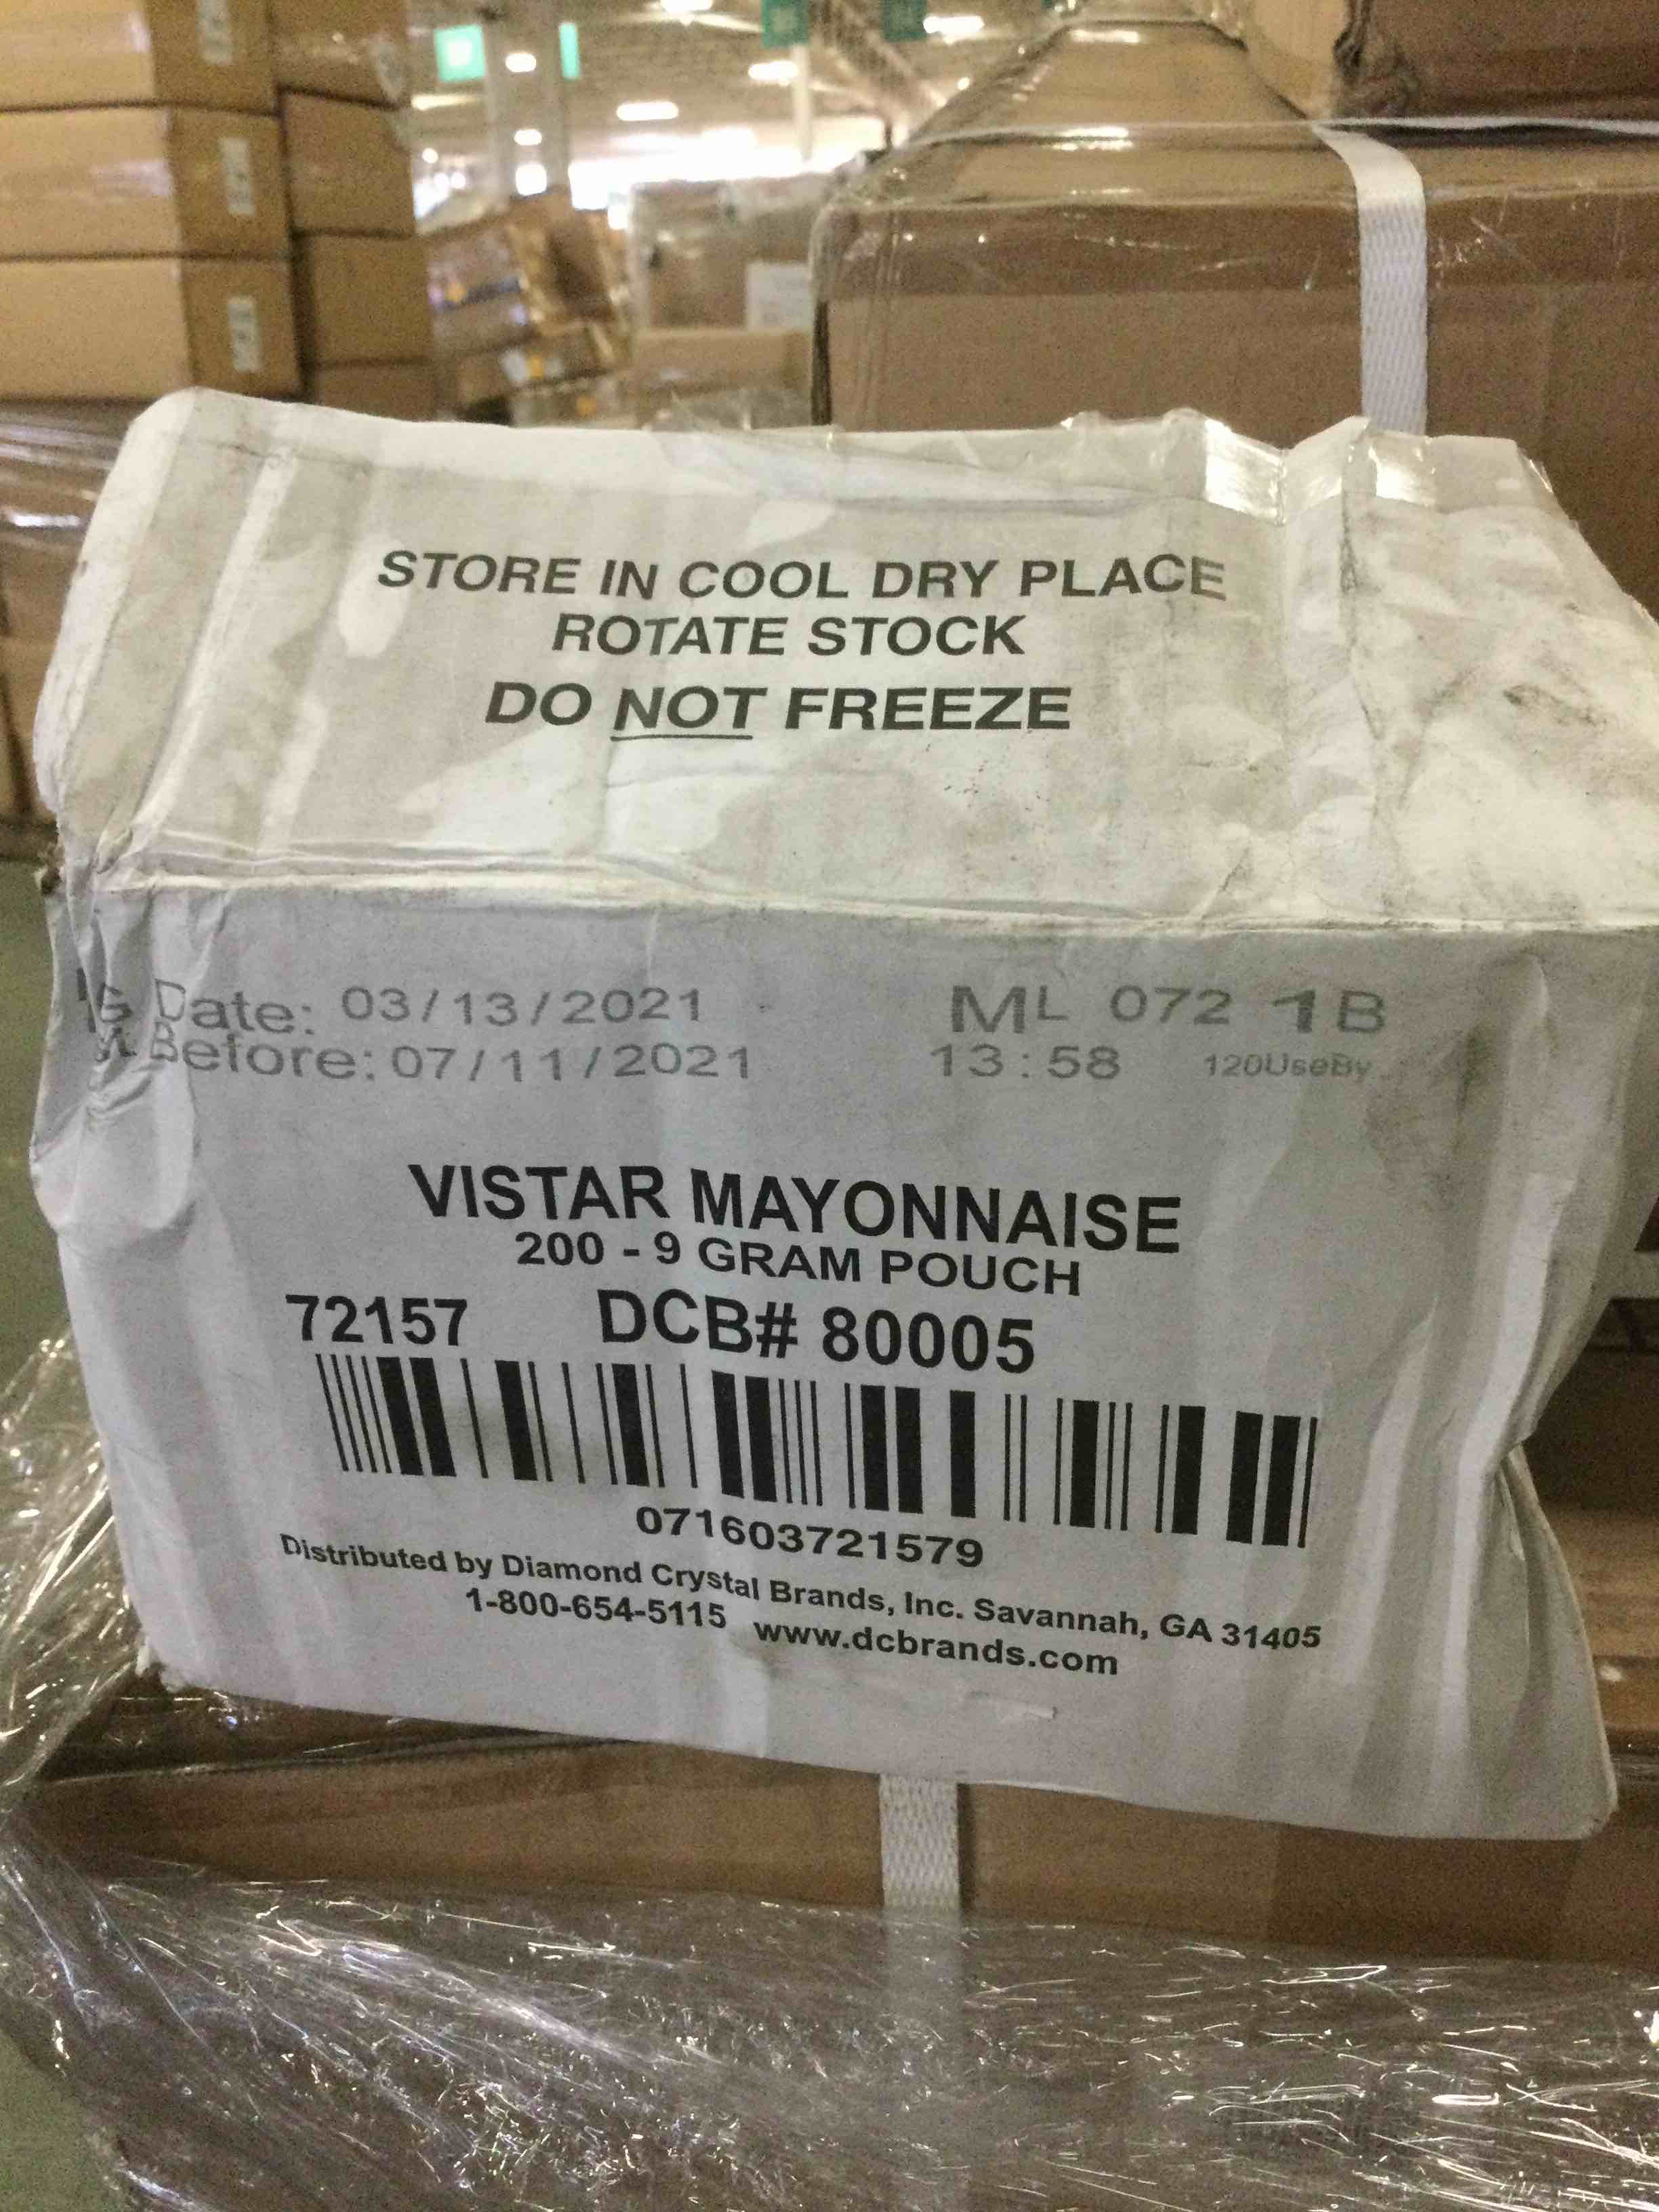 STORE IN COOL DRY PLACE
ROTATE STOCK
DO NOT FREEZE
Date: 03/13/2021 ML 072 1B
Before: 07/11/2021 13:58 120UseBy
VISTAR MAYONNAISE
200 - 9 GRAM POUCH
72157 DCB# 80005
071603721579
Distributed by Diamond Crystal Brands, Inc. Savannah, GA 31405
1-800-654-5115 www.dcbrands.com